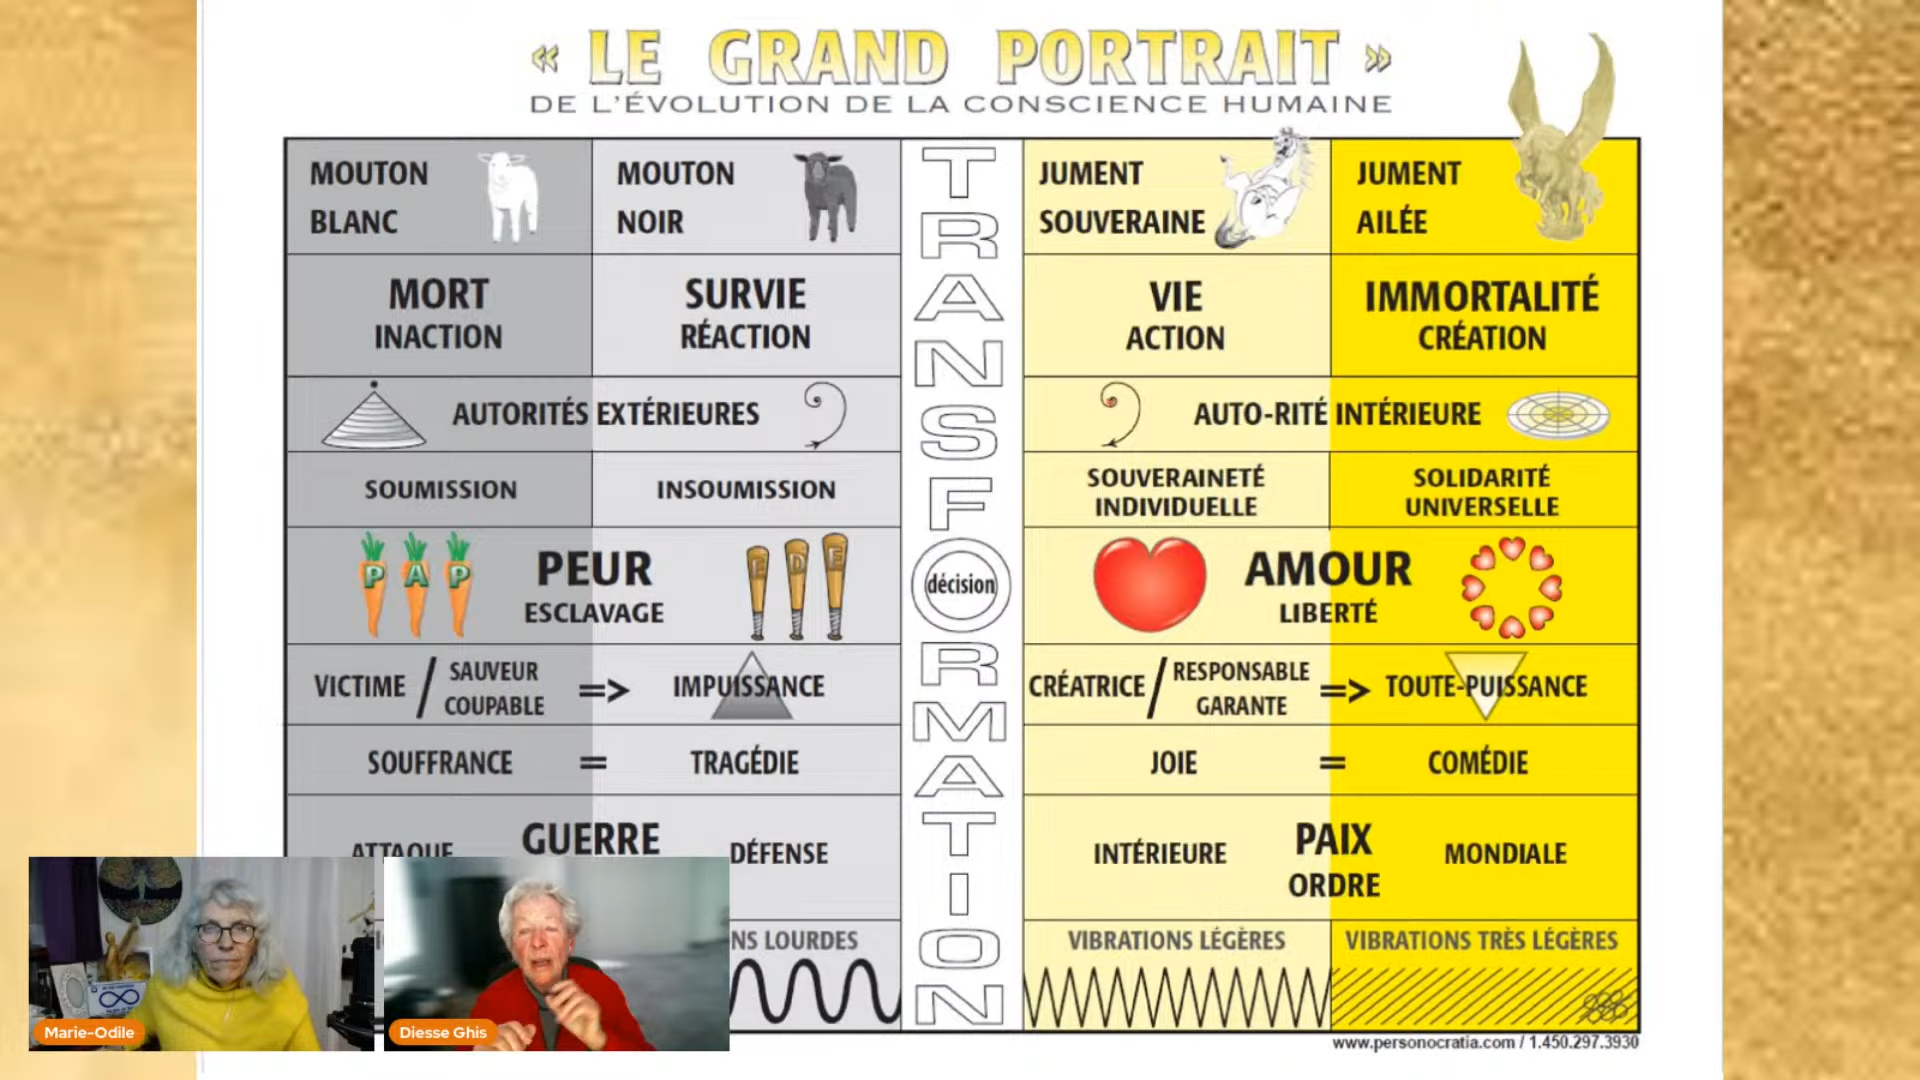 « LE GRAND PORTRAIT »
DE L'ÉVOLUTION DE LA CONSCIENCE HUMAINE
MOUTON
BLANC
MOUTON
NOIR
JUMENT
SOUVERAINE
JUMENT
AILÉE
MORT
INACTION
SURVIE
RÉACTION
VIE
ACTION
IMMORTALITÉ
CRÉATION
AUTORITÉS EXTÉRIEURES
AUTO-RITÉ INTÉRIEURE
SOUMISSION
INSOUMISSION
SOUVERAINETÉ
INDIVIDUELLE
SOLIDARITÉ
UNIVERSELLE
P A P
PEUR
ESCLAVAGE
E D E
TRANSFORMATION
décision
AMOUR
LIBERTÉ
VICTIME / SAUVEUR
COUPABLE
=> IMPUISSANCE
CRÉATRICE / RESPONSABLE
GARANTE
=> TOUTE-PUISSANCE
SOUFFRANCE = TRAGÉDIE
JOIE = COMÉDIE
ATTAQUE
GUERRE
DÉFENSE
INTÉRIEURE
PAIX
ORDRE
MONDIALE
NS LOURDES
VIBRATIONS LÉGÈRES
VIBRATIONS TRÈS LÉGÈRES
www.personocratia.com / 1.450.297.3930
Marie-Odile
Diesse Ghis